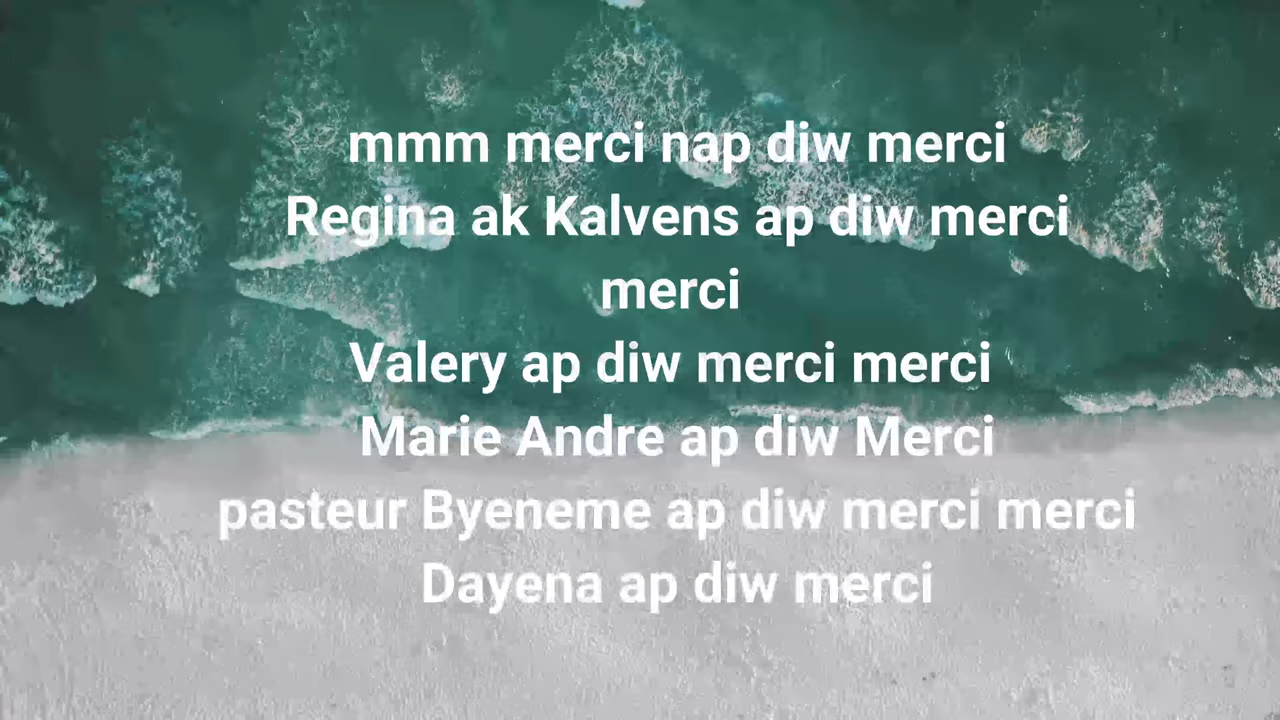 mmm merci nap diw merci
Regina ak Kalvens ap diw merci
merci
Valery ap diw merci merci
Marie Andre ap diw Merci
pasteur Byeneme ap diw merci merci
Dayena ap diw merci